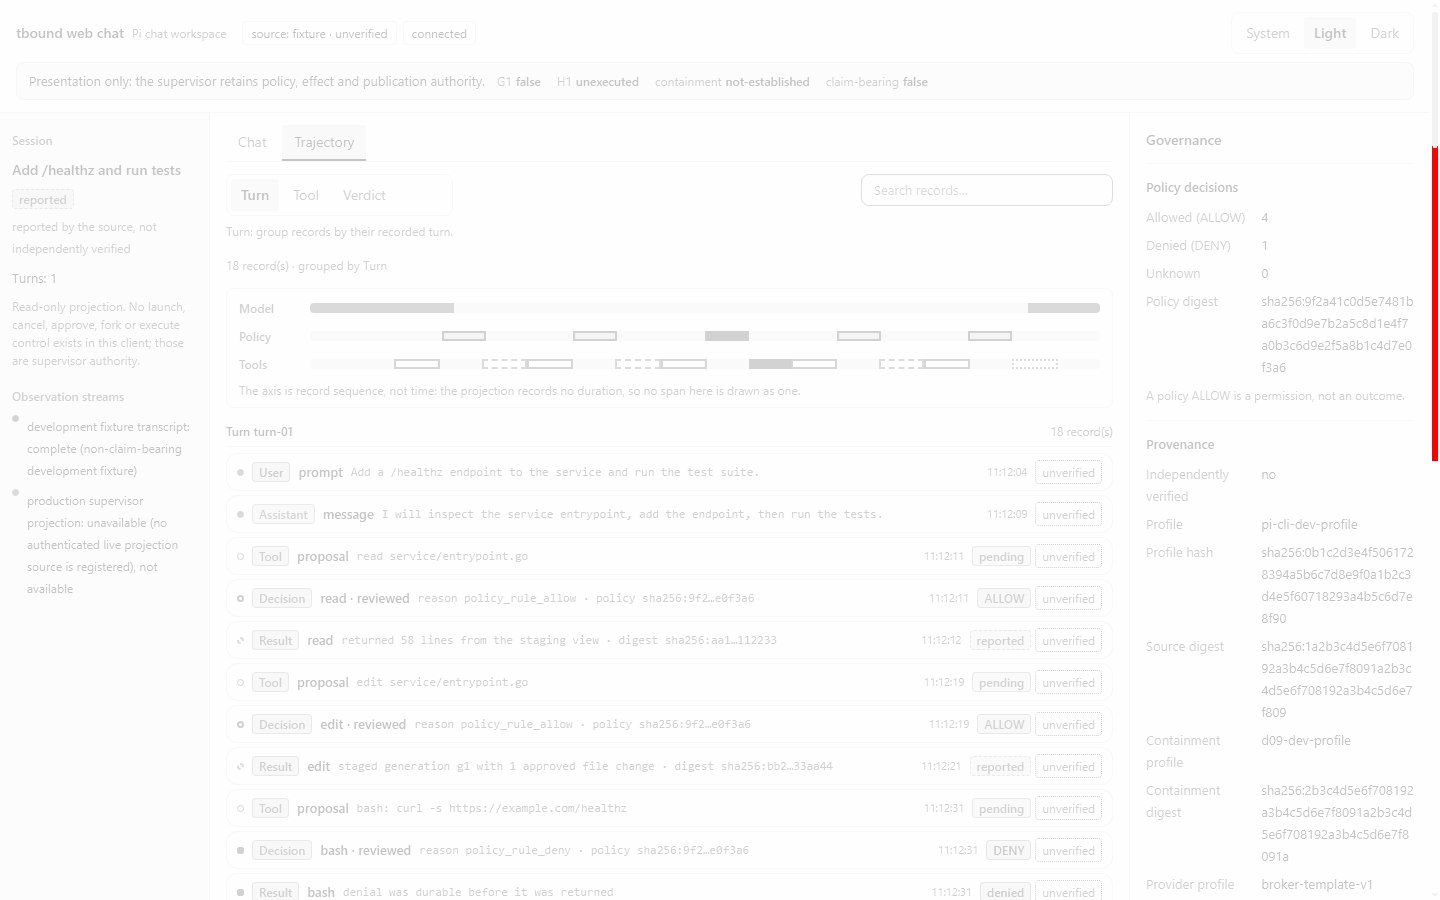 tbound web chat Pi chat workspace source: fixture · unverified connected System Light Dark
Presentation only: the supervisor retains policy, effect and publication authority. G1 false H1 unexecuted containment not-established claim-bearing false
Session
Add /healthz and run tests
reported
reported by the source, not
independently verified
Turns: 1
Read-only projection. No launch,
cancel, approve, fork or execute
control exists in this client; those
are supervisor authority.
Observation streams
development fixture transcript:
complete (non-claim-bearing
development fixture)
production supervisor
projection: unavailable (no
authenticated live projection
source is registered), not
available
Chat Trajectory
Turn Tool Verdict
Search records...
Turn: group records by their recorded turn.
18 record(s) · grouped by Turn
Model
Policy
Tools
The axis is record sequence, not time: the projection records no duration, so no span here is drawn as one.
Turn turn-01 18 record(s)
User prompt Add a /healthz endpoint to the service and run the test suite. 11:12:04 unverified
Assistant message I will inspect the service entrypoint, add the endpoint, then run the tests. 11:12:09 unverified
Tool proposal read service/entrypoint.go 11:12:11 pending unverified
Decision read · reviewed reason policy_rule_allow · policy sha256:9f2…e0f3a6 11:12:11 ALLOW unverified
Result read returned 58 lines from the staging view · digest sha256:aa1…112233 11:12:12 reported unverified
Tool proposal edit service/entrypoint.go 11:12:19 pending unverified
Decision edit · reviewed reason policy_rule_allow · policy sha256:9f2…e0f3a6 11:12:19 ALLOW unverified
Result edit staged generation g1 with 1 approved file change · digest sha256:bb2…33aa44 11:12:21 reported unverified
Tool proposal bash: curl -s https://example.com/healthz 11:12:31 pending unverified
Decision bash · reviewed reason policy_rule_deny · policy sha256:9f2…e0f3a6 11:12:31 DENY unverified
Result bash denial was durable before it was returned 11:12:31 denied unverified
Governance
Policy decisions
Allowed (ALLOW) 4
Denied (DENY) 1
Unknown 0
Policy digest sha256:9f2a41c0d5e7481b
a6c3f0d9e7b2a5c8d1e4f7
a0b3c6d9e2f5a8b1c4d7e0
f3a6
A policy ALLOW is a permission, not an outcome.
Provenance
Independently no
verified
Profile pi-cli-dev-profile
Profile hash sha256:0b1c2d3e4f506172
8394a5b6c7d8e9f0a1b2c3
d4e5f60718293a4b5c6d7e
8f90
Source digest sha256:1a2b3c4d5e6f7081
92a3b4c5d6e7f8091a2b3c
4d5e6f708192a3b4c5d6e7
f809
Containment d09-dev-profile
profile
Containment sha256:2b3c4d5e6f708192
digest a3b4c5d6e7f8091a2b3c4d
5e6f708192a3b4c5d6e7f8
091a
Provider profile broker-template-v1